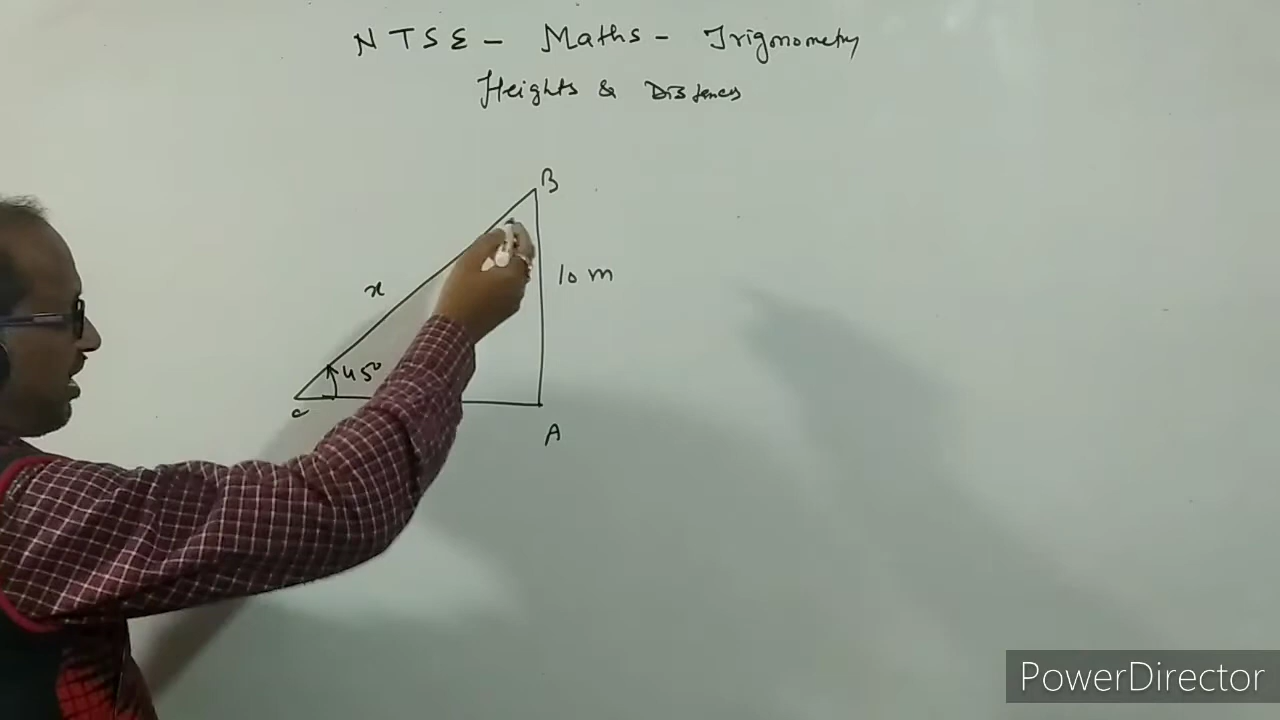 NTSE - Maths - Trigonometry
Heights & Distances
B
x
10 m
45°
C
A
PowerDirector